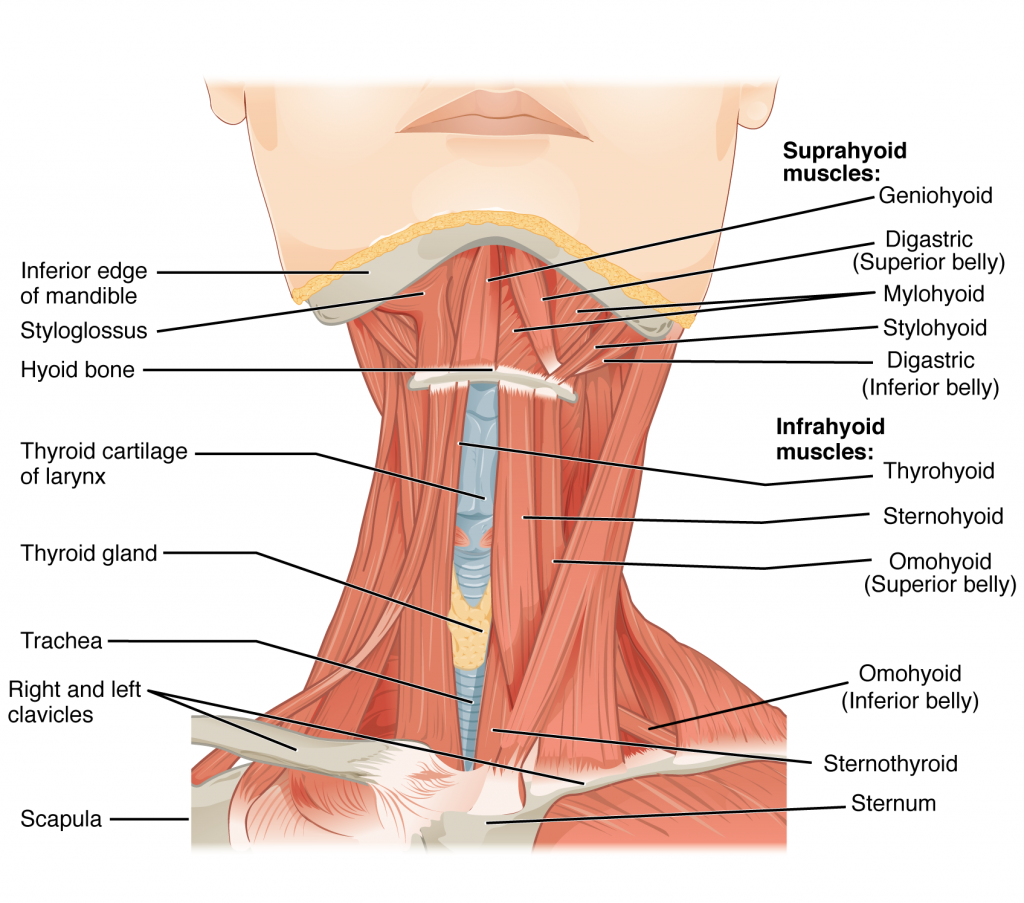 Inferior edge
of mandible
Styloglossus
Hyoid bone
Thyroid cartilage
of larynx
Thyroid gland
Trachea
Right and left
clavicles
Scapula
Suprahyoid
muscles:
Geniohyoid
Digastric
(Superior belly)
Mylohyoid
Stylohyoid
Digastric
(Inferior belly)
Infrahyoid
muscles:
Thyrohyoid
Sternohyoid
Omohyoid
(Superior belly)
Omohyoid
(Inferior belly)
Sternothyroid
Sternum